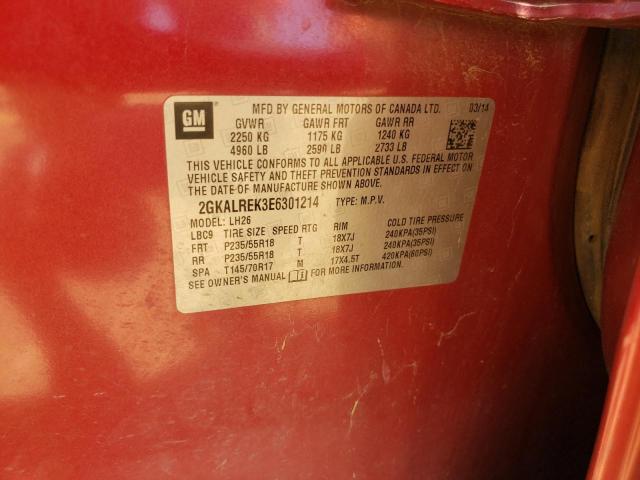 GM
MFD BY GENERAL MOTORS OF CANADA LTD. 03/14
GVWR GAWR FRT GAWR RR
2250 KG 1175 KG 1240 KG
4960 LB 2590 LB 2733 LB
THIS VEHICLE CONFORMS TO ALL APPLICABLE U.S. FEDERAL MOTOR
VEHICLE SAFETY AND THEFT PREVENTION STANDARDS IN EFFECT ON
THE DATE OF MANUFACTURE SHOWN ABOVE.
2GKALREK3E6301214 TYPE: M.P.V.
MODEL: LH26
LBC9 TIRE SIZE SPEED RTG RIM COLD TIRE PRESSURE
FRT P235/55R18 T 18X7J 240KPA(35PSI)
RR P235/55R18 T 18X7J 240KPA(35PSI)
SPA T145/70R17 M 17X4.5T 420KPA(60PSI)
SEE OWNER'S MANUAL FOR MORE INFORMATION.